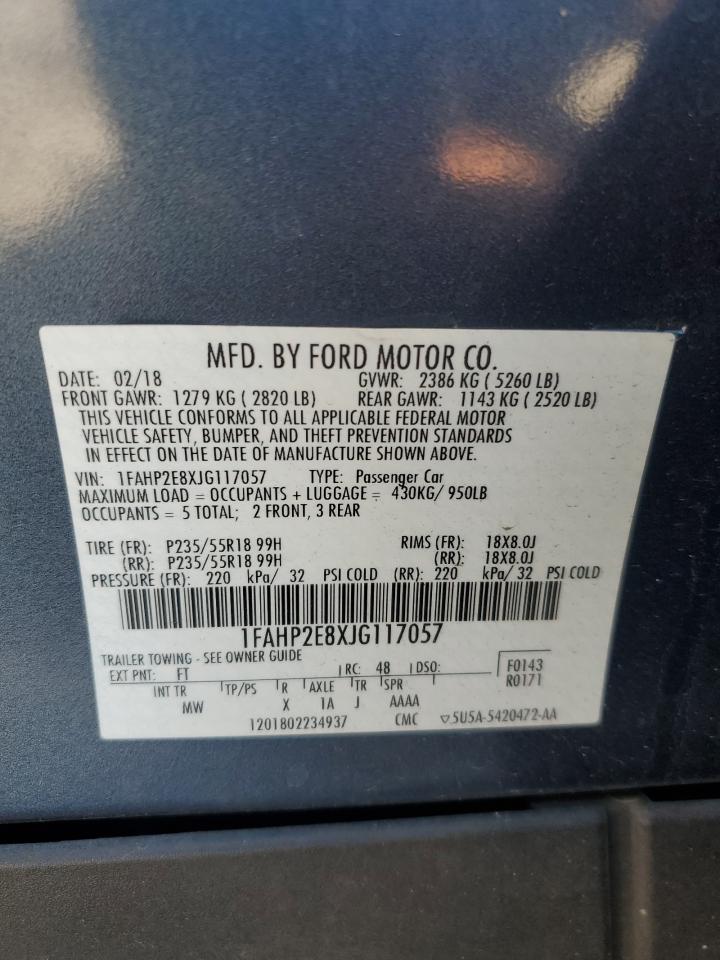 MFD. BY FORD MOTOR CO.
DATE: 02/18 GVWR: 2386 KG ( 5260 LB)
FRONT GAWR: 1279 KG ( 2820 LB) REAR GAWR: 1143 KG ( 2520 LB)
THIS VEHICLE CONFORMS TO ALL APPLICABLE FEDERAL MOTOR
VEHICLE SAFETY, BUMPER, AND THEFT PREVENTION STANDARDS
IN EFFECT ON THE DATE OF MANUFACTURE SHOWN ABOVE.
VIN: 1FAHP2E8XJG117057 TYPE: Passenger Car
MAXIMUM LOAD = OCCUPANTS + LUGGAGE = 430KG/ 950LB
OCCUPANTS = 5 TOTAL; 2 FRONT, 3 REAR
TIRE (FR): P235/55R18 99H RIMS (FR): 18X8.0J
(RR): P235/55R18 99H (RR): 18X8.0J
PRESSURE (FR): 220 kPa/ 32 PSI COLD (RR): 220 kPa/ 32 PSI COLD
1FAHP2E8XJG117057
TRAILER TOWING - SEE OWNER GUIDE
EXT PNT: FT RC: 48 DSO: F0143
R0171
INT TR TP/PS R AXLE TR SPR
MW X 1A J AAAA
1201802234937 CMC ▽5U5A-5420472-AA